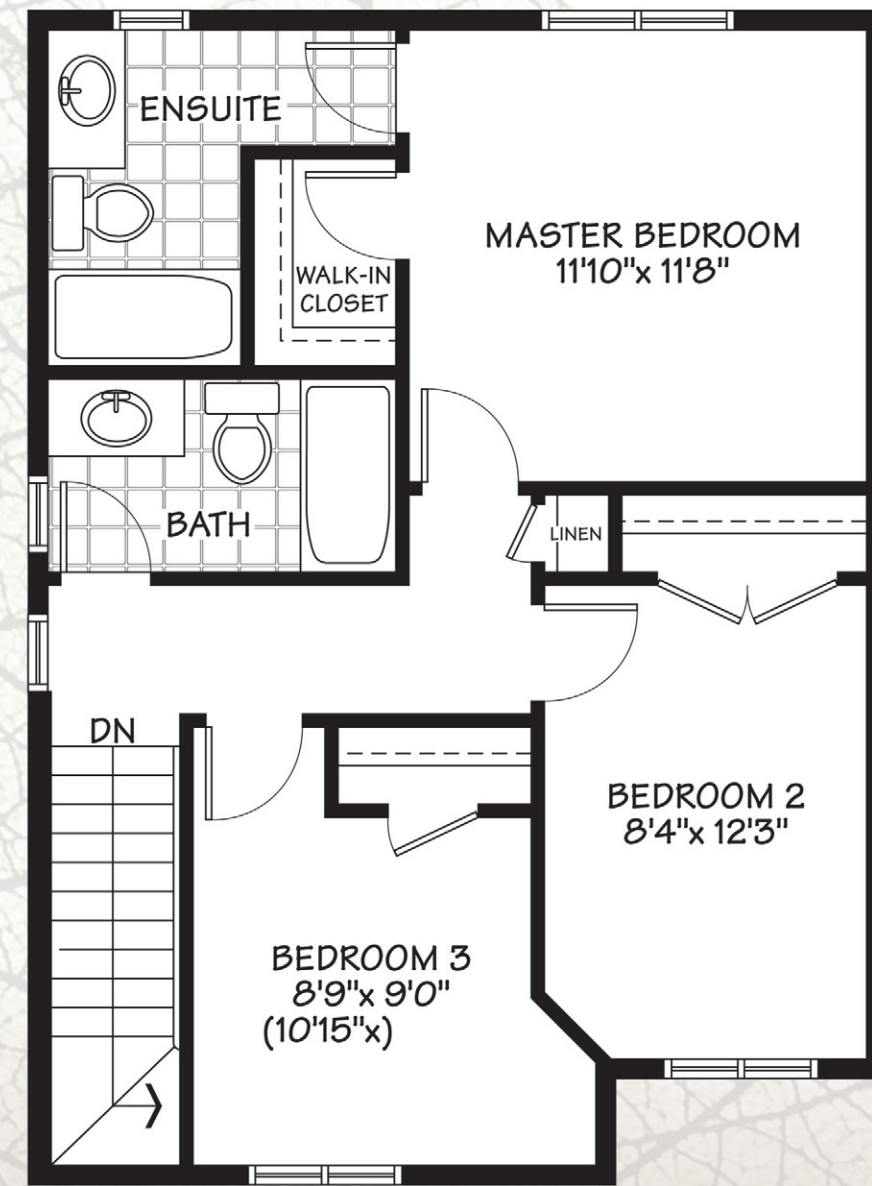 ENSUITE
MASTER BEDROOM
11'10"x 11'8"
WALK-IN
CLOSET
BATH
LINEN
DN
BEDROOM 2
8'4"x 12'3"
BEDROOM 3
8'9"x 9'0"
(10'15"x)